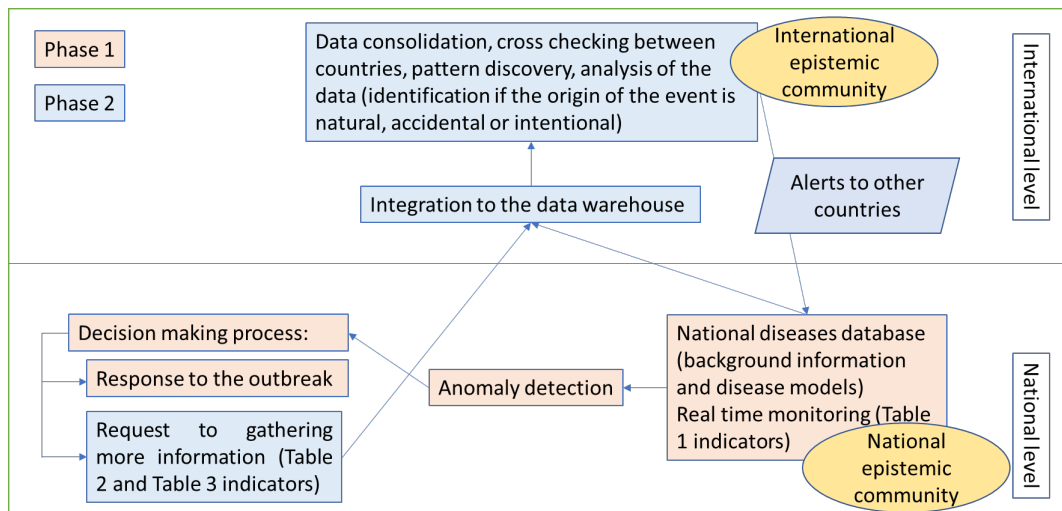 Phase 1
Phase 2
Data consolidation, cross checking between
countries, pattern discovery, analysis of the
data (identification if the origin of the event is
natural, accidental or intentional)
International
epistemic
community
International level
Integration to the data warehouse
Alerts to other
countries
Decision making process:
Response to the outbreak
Request to gathering
more information (Table
2 and Table 3 indicators)
Anomaly detection
National diseases database
(background information
and disease models)
Real time monitoring (Table
1 indicators)
National
epistemic
community
National level